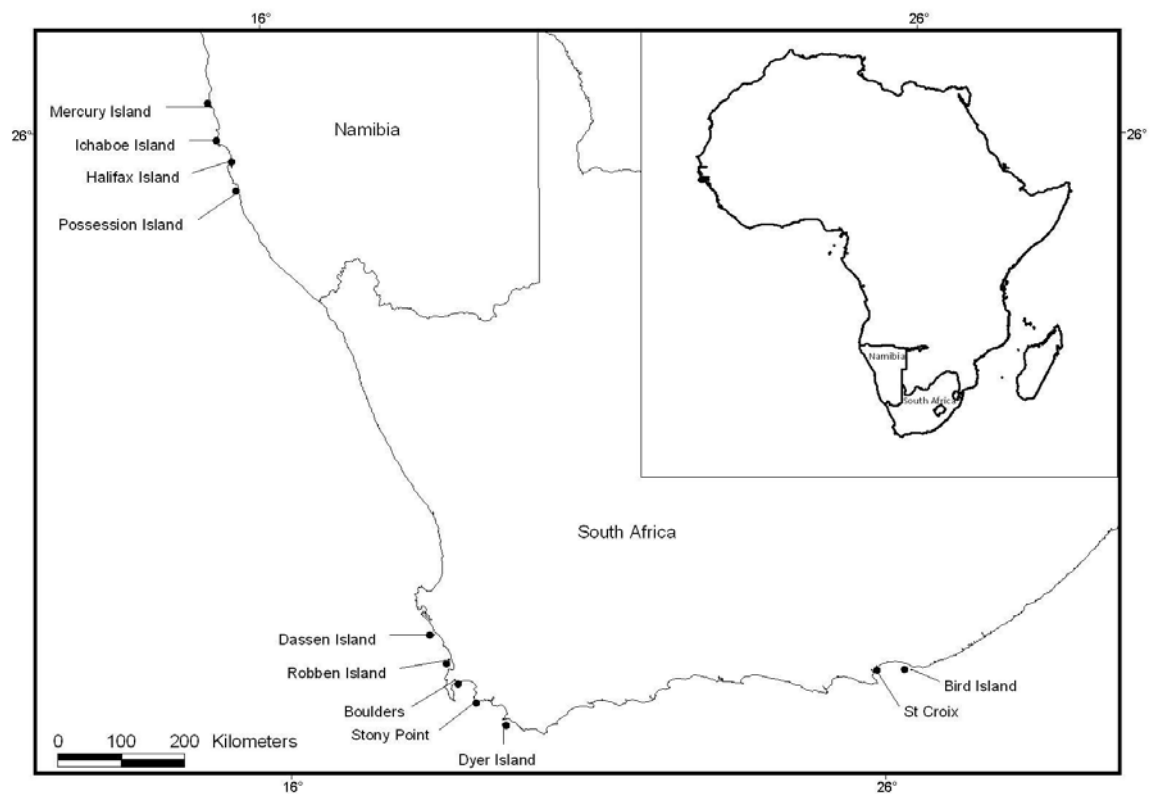 16°
26°
Mercury Island
26°
Ichaboe Island
Namibia
26°
Halifax Island
Possession Island
Namibia
South Africa
South Africa
Dassen Island
Robben Island
Boulders
Stony Point
Dyer Island
Bird Island
St Croix
0 100 200 Kilometers
16°
26°